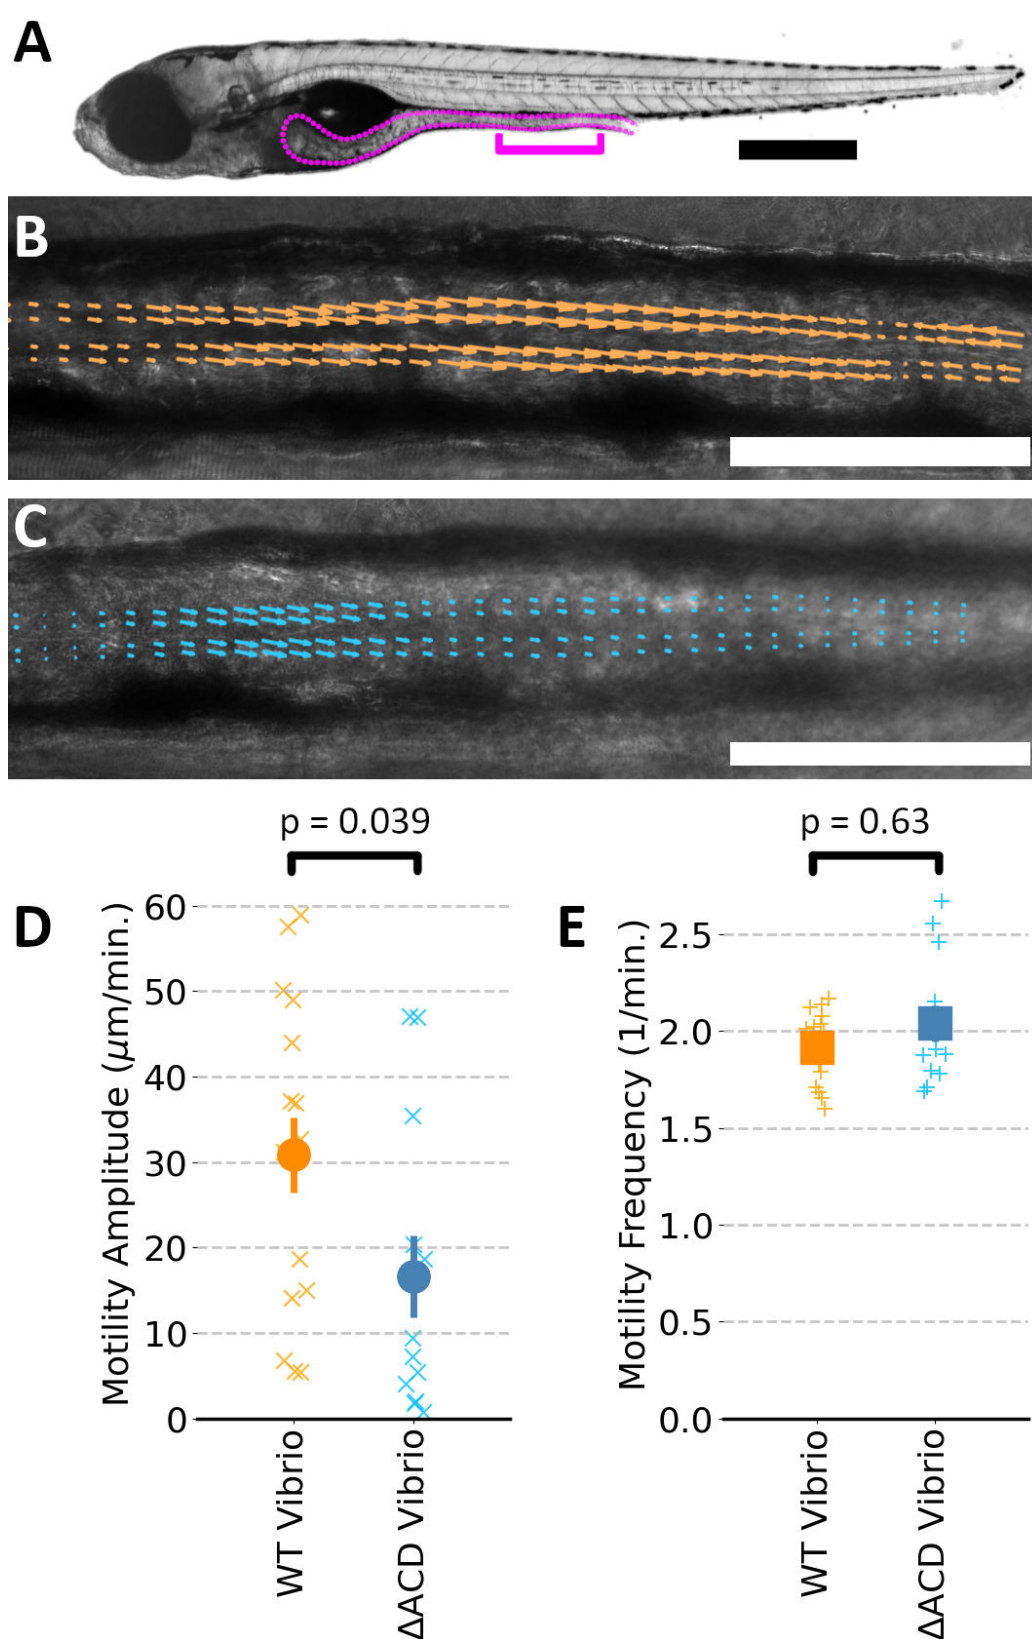 A
B
C
p = 0.039
p = 0.63
D
Motility Amplitude (μm/min.)
60
50
40
30
20
10
0
WT Vibrio
ΔACD Vibrio
E
Motility Frequency (1/min.)
2.5
2.0
1.5
1.0
0.5
0.0
WT Vibrio
ΔACD Vibrio